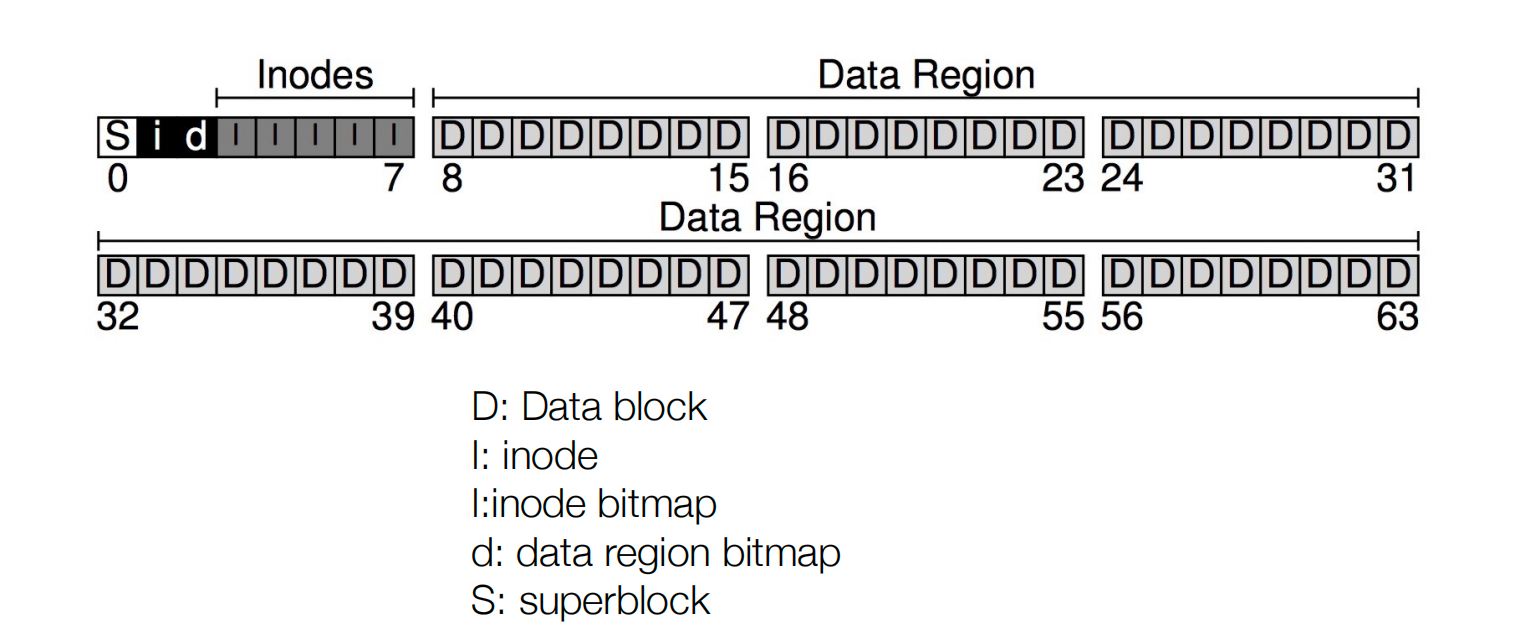 Inodes Data Region
S i d I I I I I D D D D D D D D D D D D D D D D D D D D D D D D
0 7 8 15 16 23 24 31
Data Region
D D D D D D D D D D D D D D D D D D D D D D D D D D D D D D D D
32 39 40 47 48 55 56 63
D: Data block
I: inode
I:inode bitmap
d: data region bitmap
S: superblock